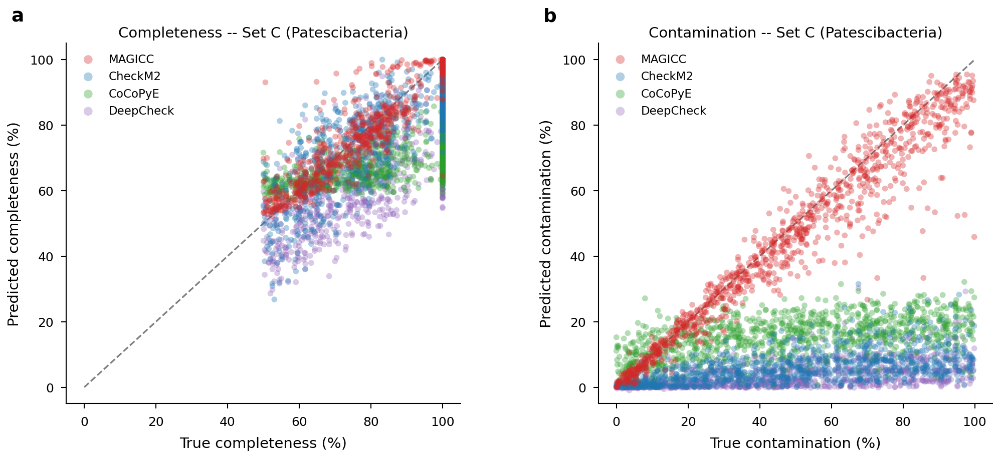 a
Completeness -- Set C (Patescibacteria)
MAGICC
CheckM2
CoCoPyE
DeepCheck
Predicted completeness (%)
100
80
60
40
20
0
0 20 40 60 80 100
True completeness (%)
b
Contamination -- Set C (Patescibacteria)
MAGICC
CheckM2
CoCoPyE
DeepCheck
Predicted contamination (%)
100
80
60
40
20
0
0 20 40 60 80 100
True contamination (%)